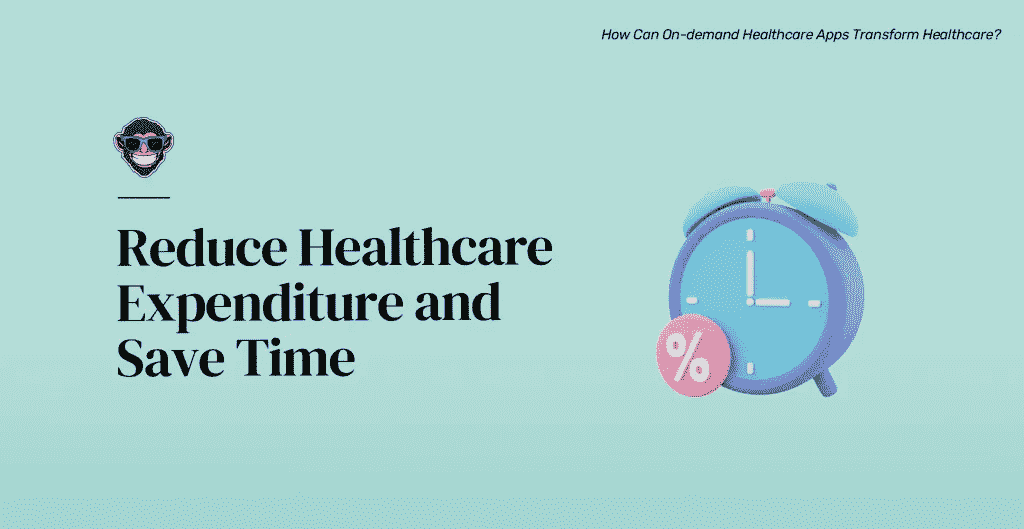 How Can On-demand Healthcare Apps Transform Healthcare?
Reduce Healthcare
Expenditure and
Save Time
%